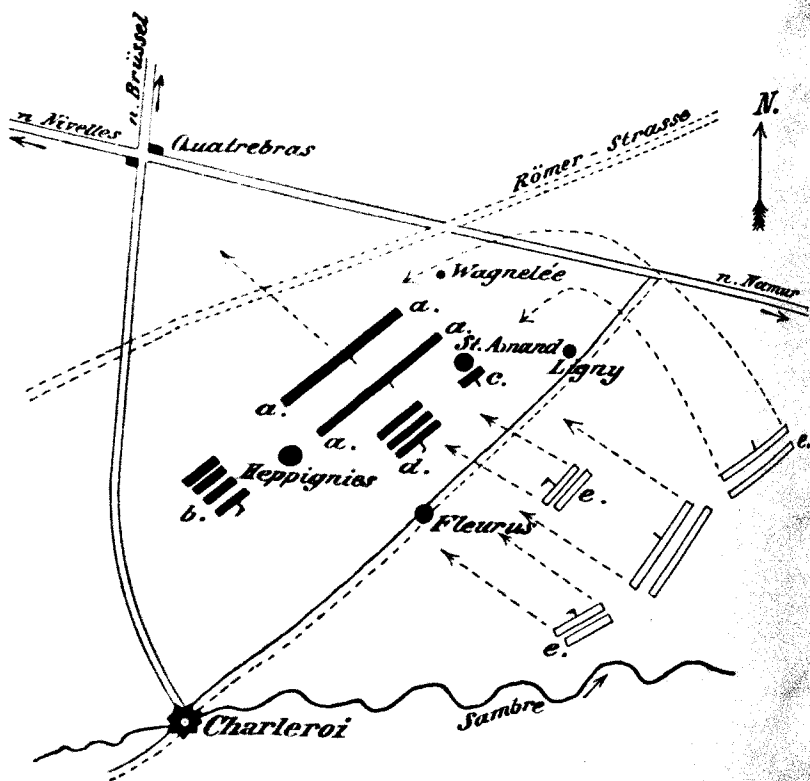 n. Brüssel
N.
n. Nivelles
Quatrebras
Römer-Strasse
Wagnelée
n. Namur
a.
a.
St. Amand
Ligny
c.
a.
a.
d.
e.
Heppignies
e.
b.
Fleurus
e.
Sambre
Charleroi